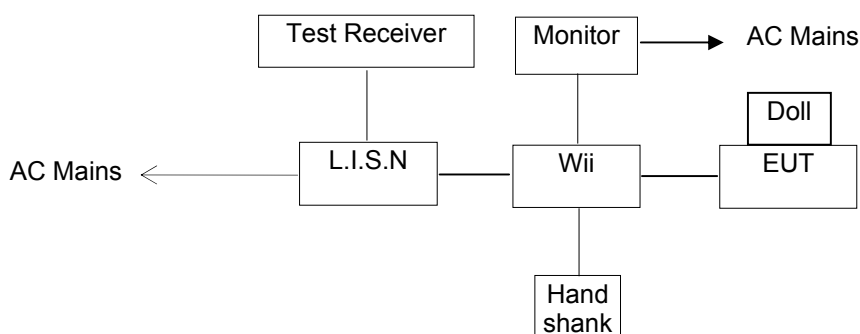 Test Receiver
Monitor
AC Mains
Doll
AC Mains
L.I.S.N
Wii
EUT
Hand
shank